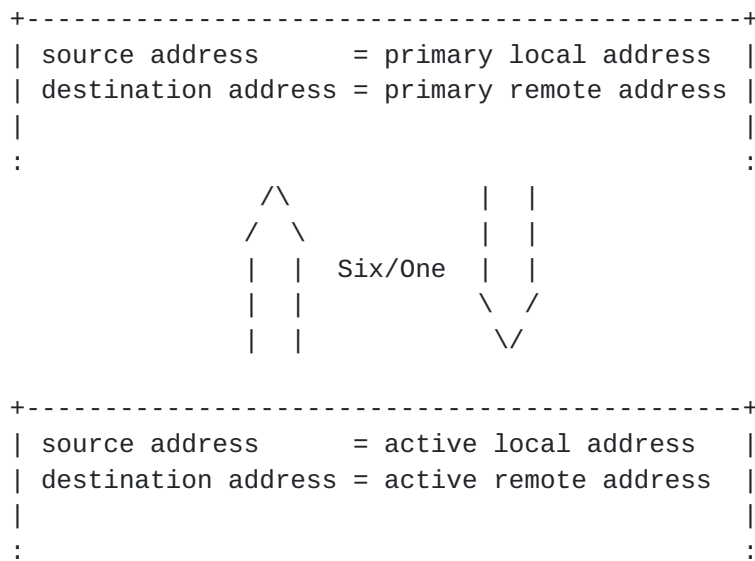 +----------------------------------------------+
| source address      = primary local address  |
| destination address = primary remote address |
|                                              |
:                                              :
                /\            |  |
               /  \           |  |
               |  |  Six/One  |  |
               |  |           \  /
               |  |            \/
+----------------------------------------------+
| source address      = active local address   |
| destination address = active remote address  |
|                                              |
:                                              :